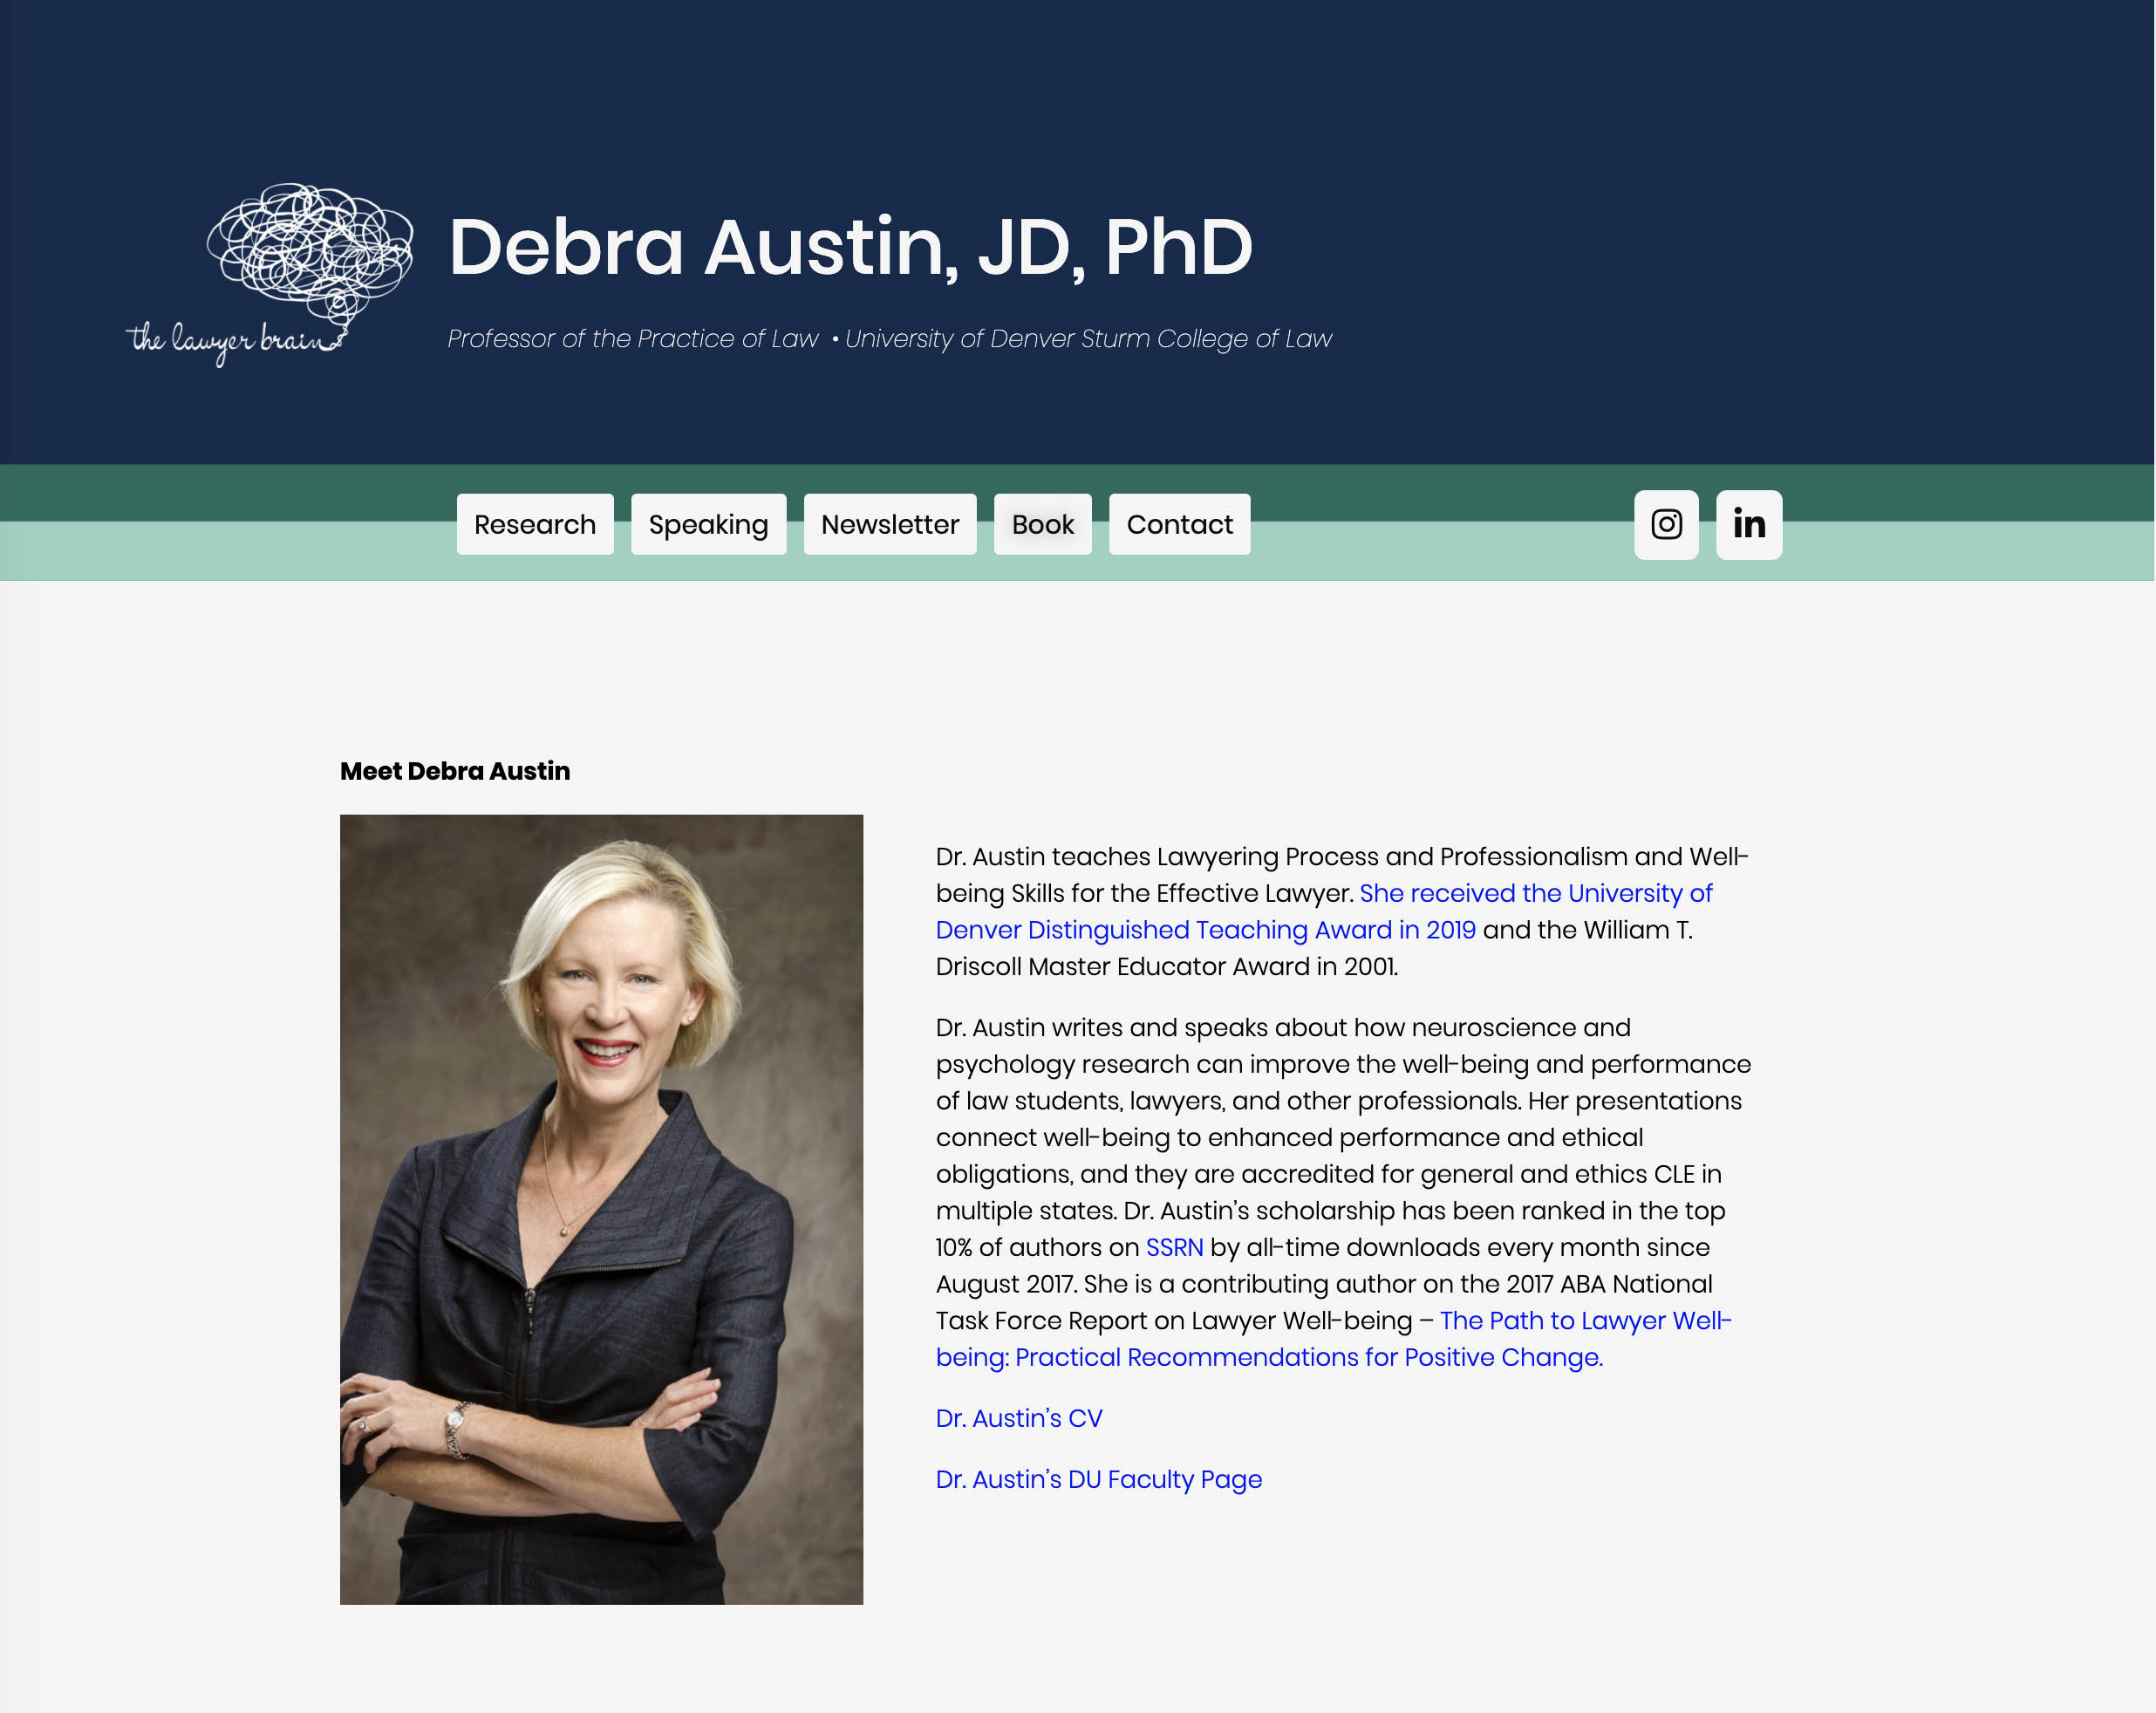 the lawyer brain
Debra Austin, JD, PhD
Professor of the Practice of Law • University of Denver Sturm College of Law
Research Speaking Newsletter Book Contact in
Meet Debra Austin
Dr. Austin teaches Lawyering Process and Professionalism and Well-
being Skills for the Effective Lawyer. She received the University of
Denver Distinguished Teaching Award in 2019 and the William T.
Driscoll Master Educator Award in 2001.
Dr. Austin writes and speaks about how neuroscience and
psychology research can improve the well-being and performance
of law students, lawyers, and other professionals. Her presentations
connect well-being to enhanced performance and ethical
obligations, and they are accredited for general and ethics CLE in
multiple states. Dr. Austin’s scholarship has been ranked in the top
10% of authors on SSRN by all-time downloads every month since
August 2017. She is a contributing author on the 2017 ABA National
Task Force Report on Lawyer Well-being – The Path to Lawyer Well-
being: Practical Recommendations for Positive Change.
Dr. Austin’s CV
Dr. Austin’s DU Faculty Page